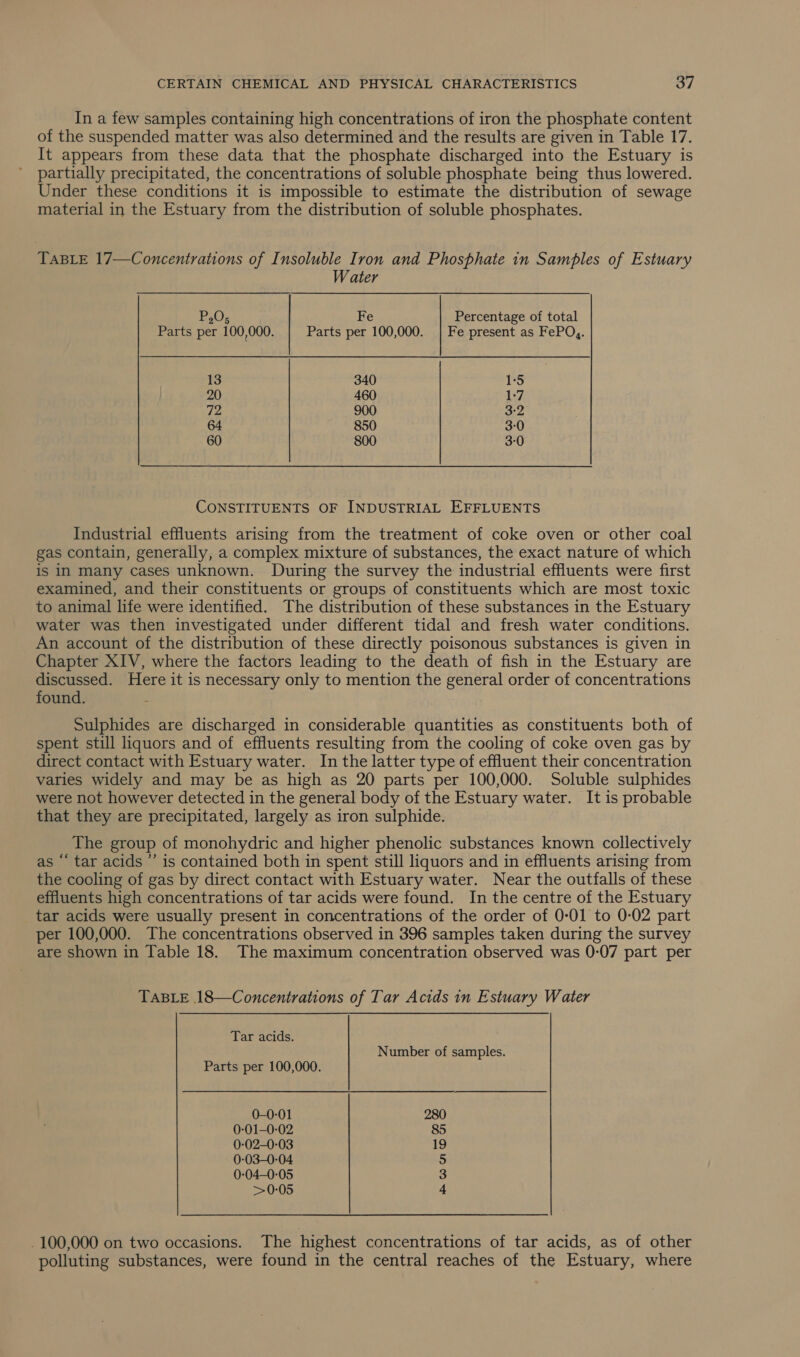 CERTAIN CHEMICAL AND PHYSICAL CHARACTERISTICS 37
In a few samples containing high concentrations of iron the phosphate content
of the suspended matter was also determined and the results are given in Table 17.
It appears from these data that the phosphate discharged into the Estuary is
partially precipitated, the concentrations of soluble phosphate being thus lowered.
Under these conditions it is impossible to estimate the distribution of sewage
material in the Estuary from the distribution of soluble phosphates.
TABLE 17—Concentrations of Insoluble Iron and Phosphate in Samples of Estuary
Water
P₂O₅ Fe Percentage of total
Parts per 100,000. Parts per 100,000. Fe present as FePO₄.
13 340 1·5
20 460 1·7
72 900 3·2
64 850 3·0
60 800 3·0
CONSTITUENTS OF INDUSTRIAL EFFLUENTS
Industrial effluents arising from the treatment of coke oven or other coal
gas contain, generally, a complex mixture of substances, the exact nature of which
is in many cases unknown. During the survey the industrial effluents were first
examined, and their constituents or groups of constituents which are most toxic
to animal life were identified. The distribution of these substances in the Estuary
water was then investigated under different tidal and fresh water conditions.
An account of the distribution of these directly poisonous substances is given in
Chapter XIV, where the factors leading to the death of fish in the Estuary are
discussed. Here it is necessary only to mention the general order of concentrations
found.
Sulphides are discharged in considerable quantities as constituents both of
spent still liquors and of effluents resulting from the cooling of coke oven gas by
direct contact with Estuary water. In the latter type of effluent their concentration
varies widely and may be as high as 20 parts per 100,000. Soluble sulphides
were not however detected in the general body of the Estuary water. It is probable
that they are precipitated, largely as iron sulphide.
The group of monohydric and higher phenolic substances known collectively
as “ tar acids ” is contained both in spent still liquors and in effluents arising from
the cooling of gas by direct contact with Estuary water. Near the outfalls of these
effluents high concentrations of tar acids were found. In the centre of the Estuary
tar acids were usually present in concentrations of the order of 0·01 to 0·02 part
per 100,000. The concentrations observed in 396 samples taken during the survey
are shown in Table 18. The maximum concentration observed was 0·07 part per
TABLE 18—Concentrations of Tar Acids in Estuary Water
Tar acids.
Number of samples.
Parts per 100,000.
0–0·01 280
0·01–0·02 85
0·02–0·03 19
0·03–0·04 5
0·04–0·05 3
>0·05 4
100,000 on two occasions. The highest concentrations of tar acids, as of other
polluting substances, were found in the central reaches of the Estuary, where